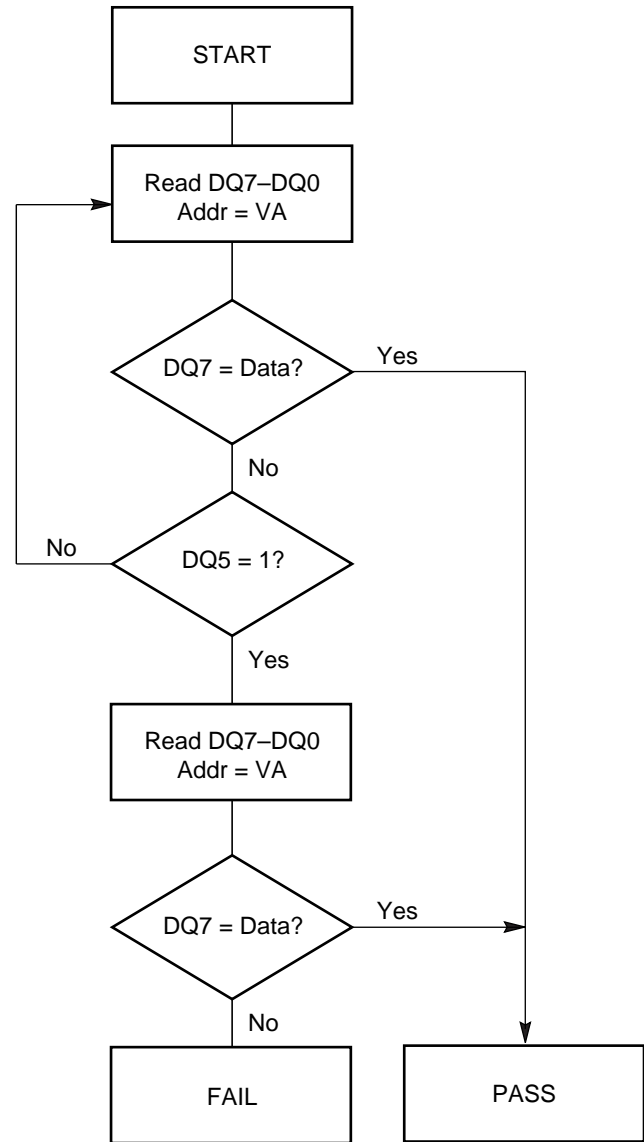 START
Read DQ7–DQ0
Addr = VA
DQ7 = Data?
Yes
No
DQ5 = 1?
No
Yes
Read DQ7–DQ0
Addr = VA
DQ7 = Data?
Yes
No
FAIL
PASS